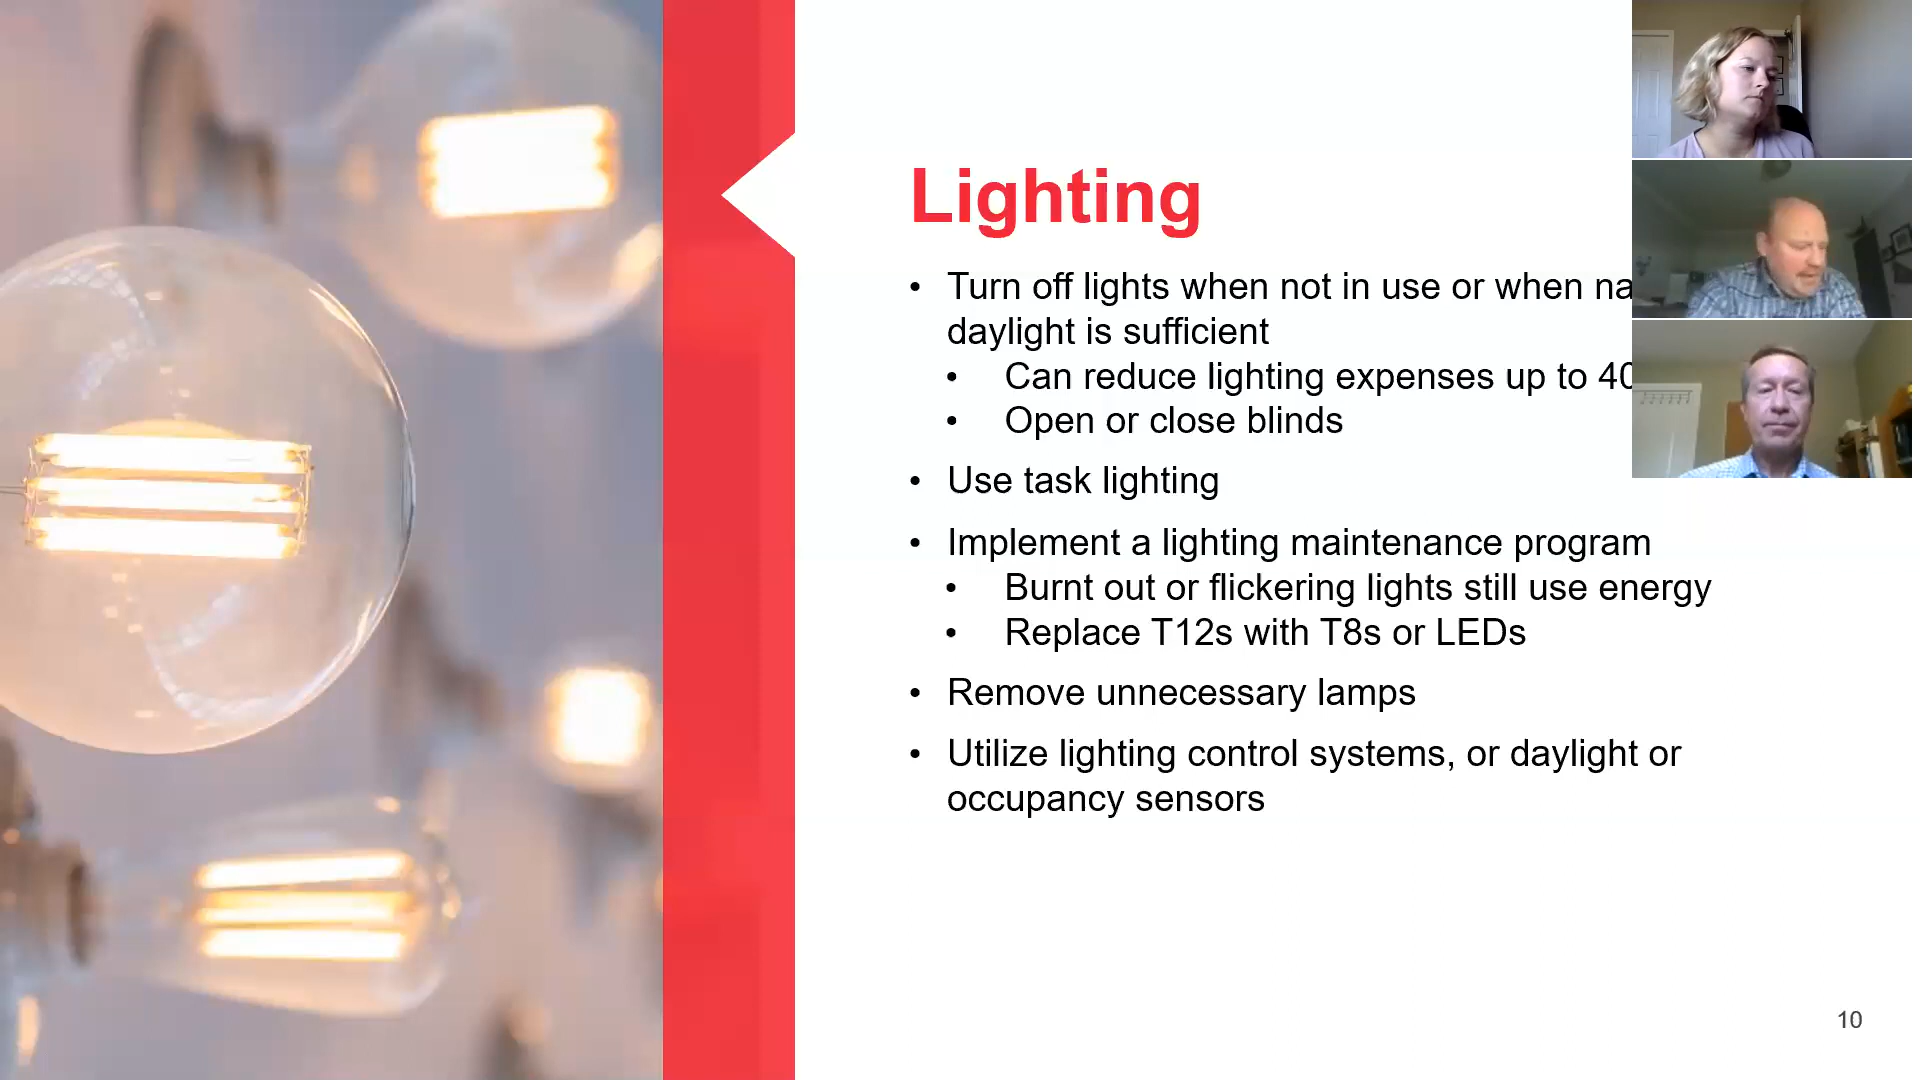 Lighting
• Turn off lights when not in use or when
daylight is sufficient
• Can reduce lighting expenses up to
• Open or close blinds
• Use task lighting
• Implement a lighting maintenance program
• Burnt out or flickering lights still use energy
• Replace T12s with T8s or LEDs
• Remove unnecessary lamps
• Utilize lighting control systems, or daylight or
occupancy sensors
10